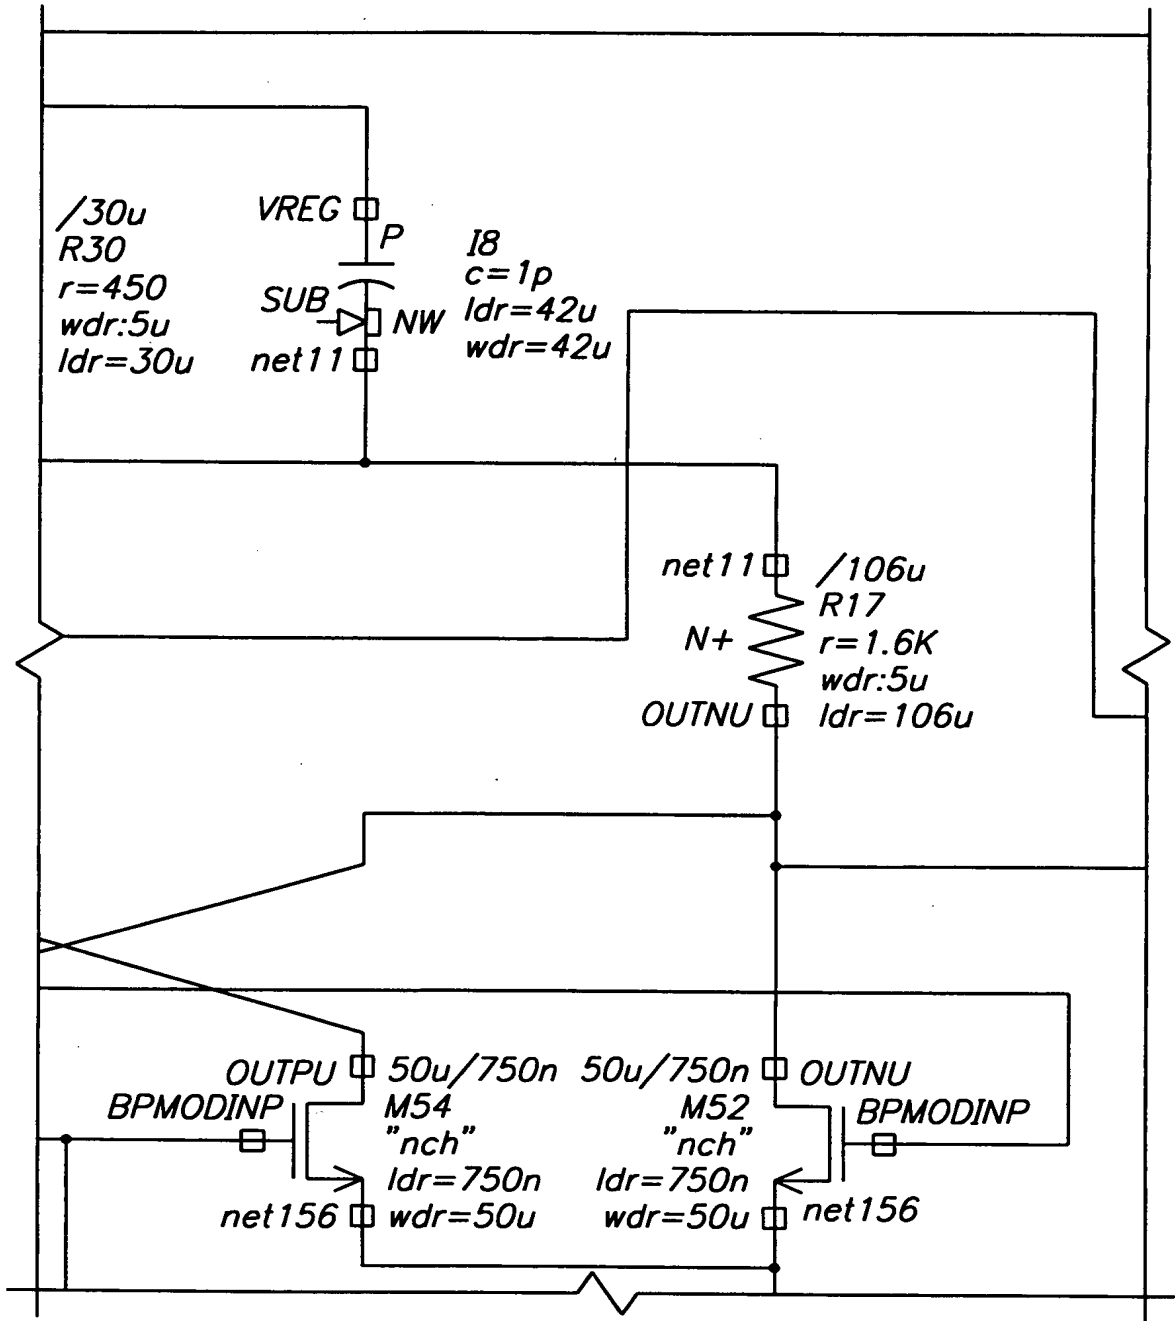 /30u
R30
r=450
wdr:5u
ldr=30u
VREG
P
SUB
NW
net11
I8
c=1p
ldr=42u
wdr=42u
net11
N+
OUTNU
/106u
R17
r=1.6K
wdr:5u
ldr=106u
OUTPU
50u/750n
50u/750n
OUTNU
BPMODINP
M54
M52
BPMODINP
"nch"
"nch"
ldr=750n
ldr=750n
net156
wdr=50u
wdr=50u
net156